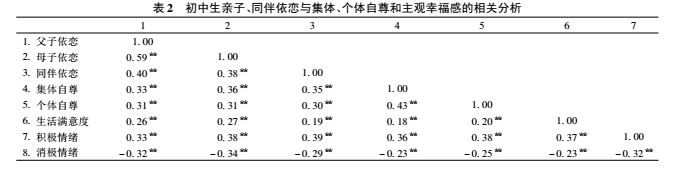 表 2 初中生亲子、同伴依恋与集体、个体自尊和主观幸福感的相关分析
1 2 3 4 5 6 7
1. 父子依恋 1.00
2. 母子依恋 0.59** 1.00
3. 同伴依恋 0.40** 0.38** 1.00
4. 集体自尊 0.33** 0.36** 0.35** 1.00
5. 个体自尊 0.31** 0.31** 0.30** 0.43** 1.00
6. 生活满意度 0.26** 0.27** 0.19** 0.18** 0.20** 1.00
7. 积极情绪 0.33** 0.38** 0.39** 0.36** 0.38** 0.37** 1.00
8. 消极情绪 -0.32** -0.34** -0.29** -0.23** -0.25** -0.23** -0.32**